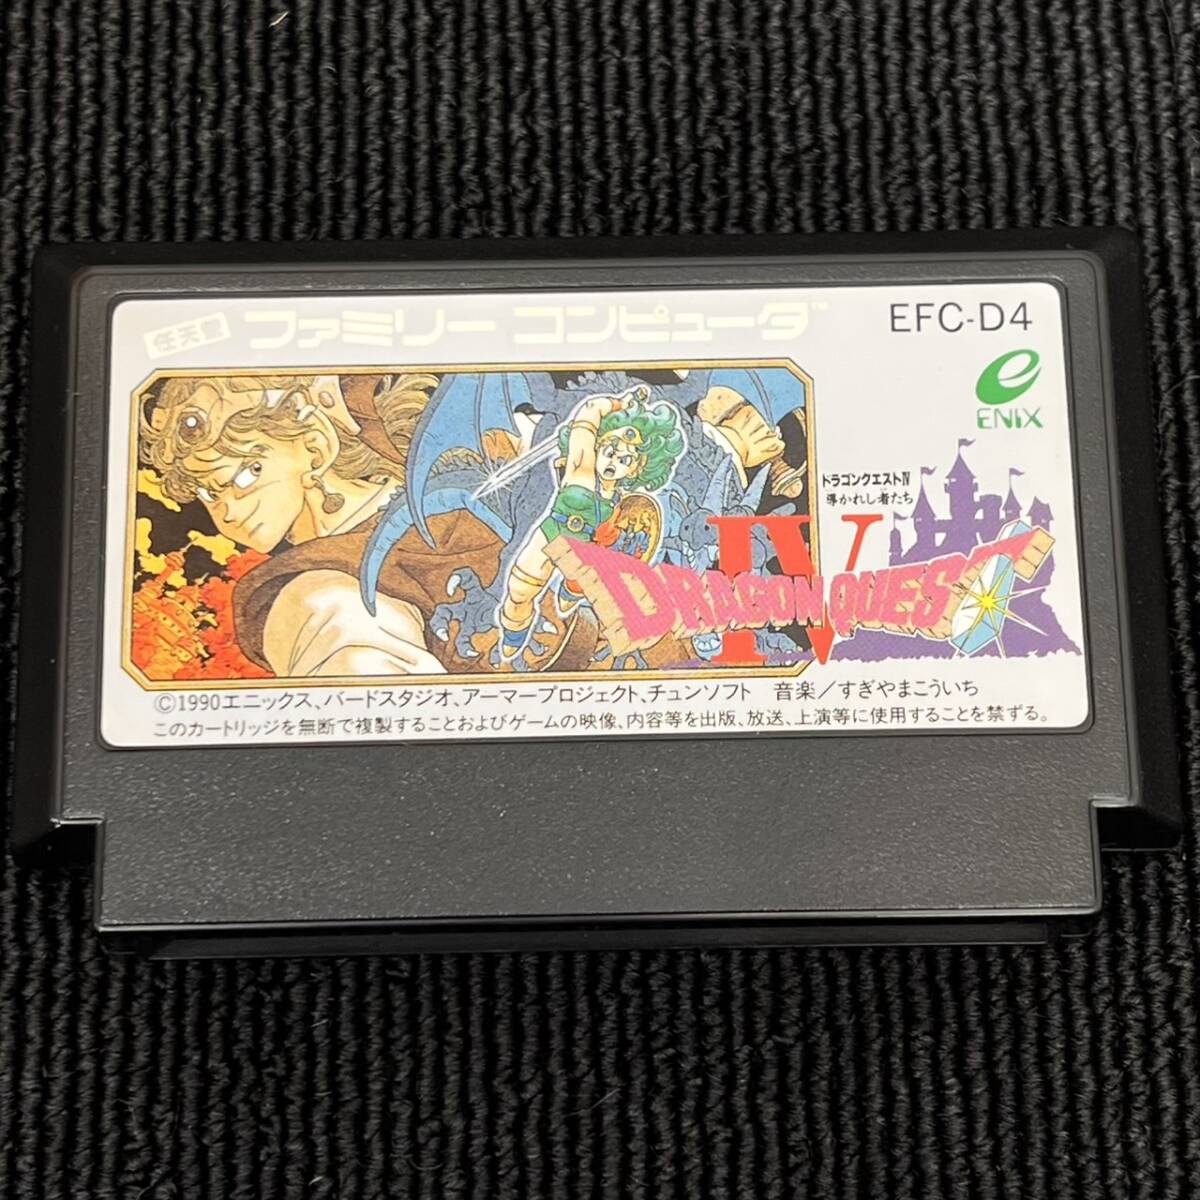 任天堂 ファミリー コンピュータ
EFC-D4
ENIX
ドラゴンクエストIV
導かれし者たち
IV
DRAGON QUEST
©1990エニックス、バードスタジオ、アーマープロジェクト、チュンソフト 音楽/すぎやまこういち
このカートリッジを無断で複製することおよびゲームの映像、内容等を出版、放送、上演等に使用することを禁ずる。